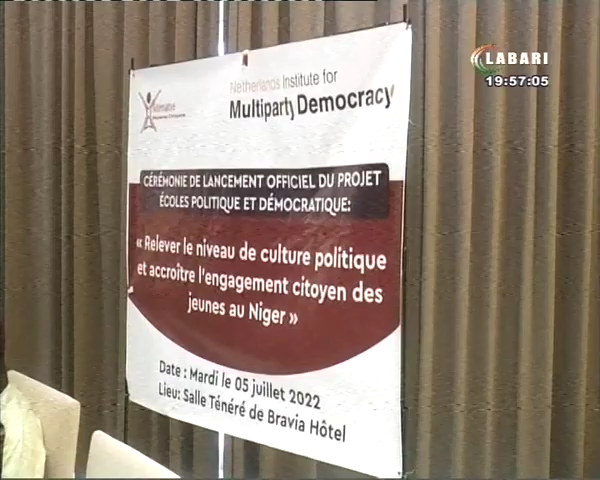 LABARI
19:57:05
Netherlands Institute for
Multiparty Democracy
CÉRÉMONIE DE LANCEMENT OFFICIEL DU PROJET
ÉCOLES POLITIQUE ET DÉMOCRATIQUE:
« Relever le niveau de culture politique
et accroître l'engagement citoyen des
jeunes au Niger »
Date : Mardi le 05 juillet 2022
Lieu: Salle Ténéré de Bravia Hôtel